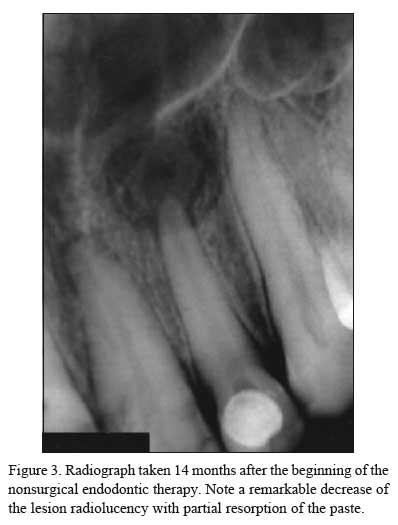 Figure 3. Radiograph taken 14 months after the beginning of the
nonsurgical endodontic therapy. Note a remarkable decrease of
the lesion radiolucency with partial resorption of the paste.